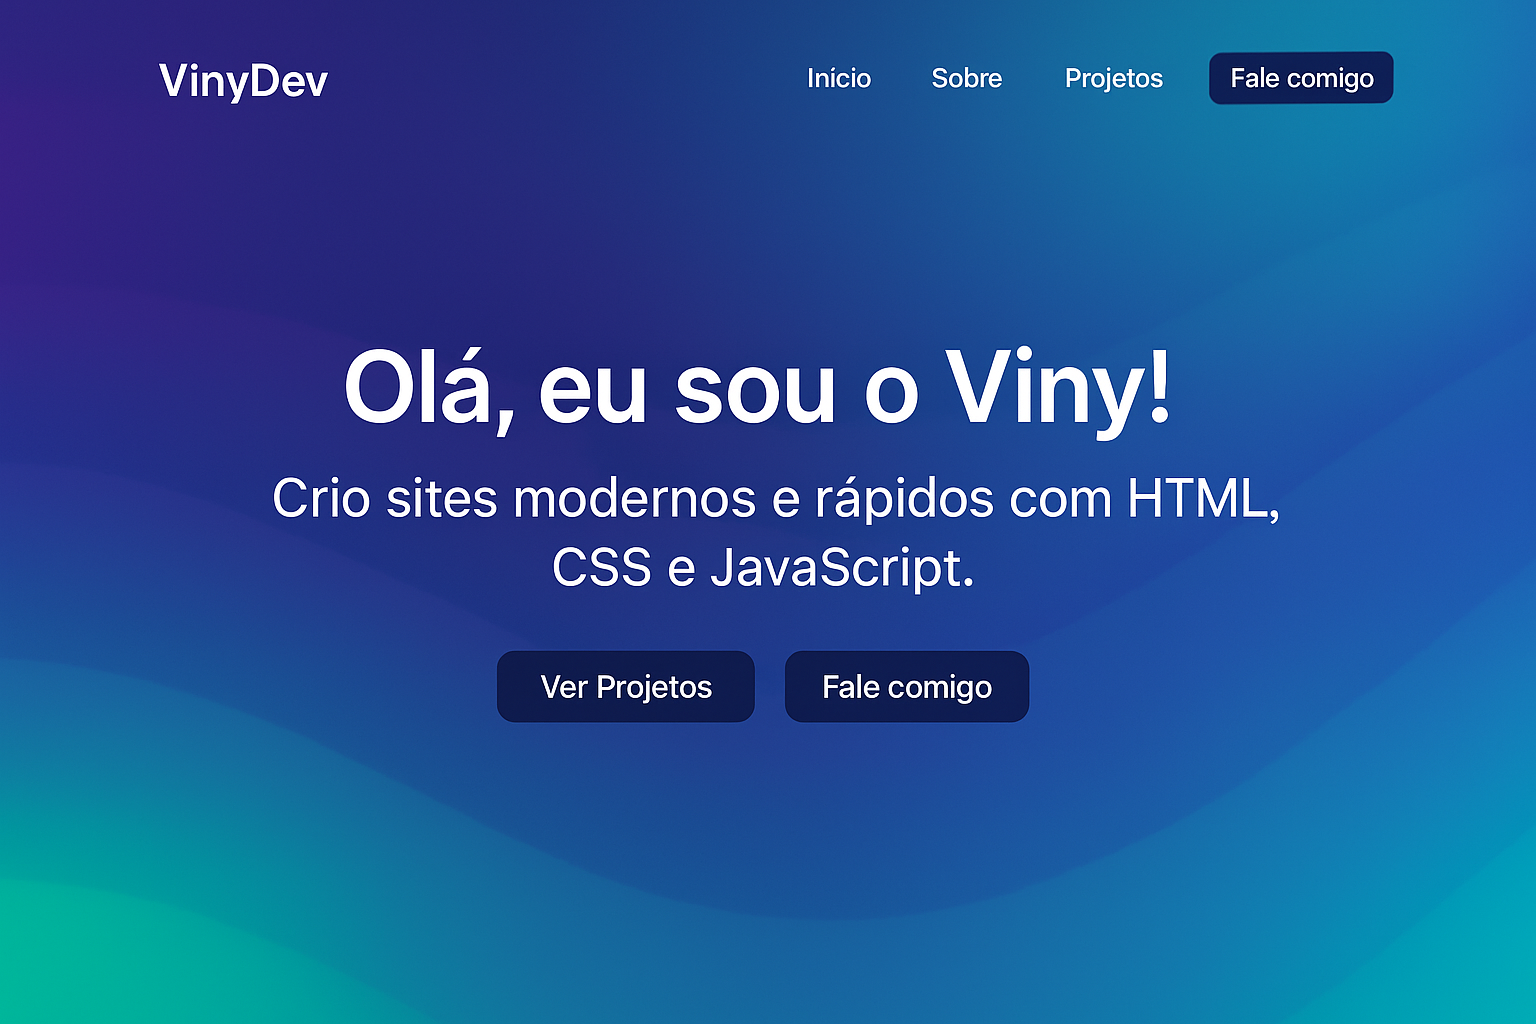 VinyDev
Início
Sobre
Projetos
Fale comigo
Olá, eu sou o Viny!
Crio sites modernos e rápidos com HTML,
CSS e JavaScript.
Ver Projetos
Fale comigo